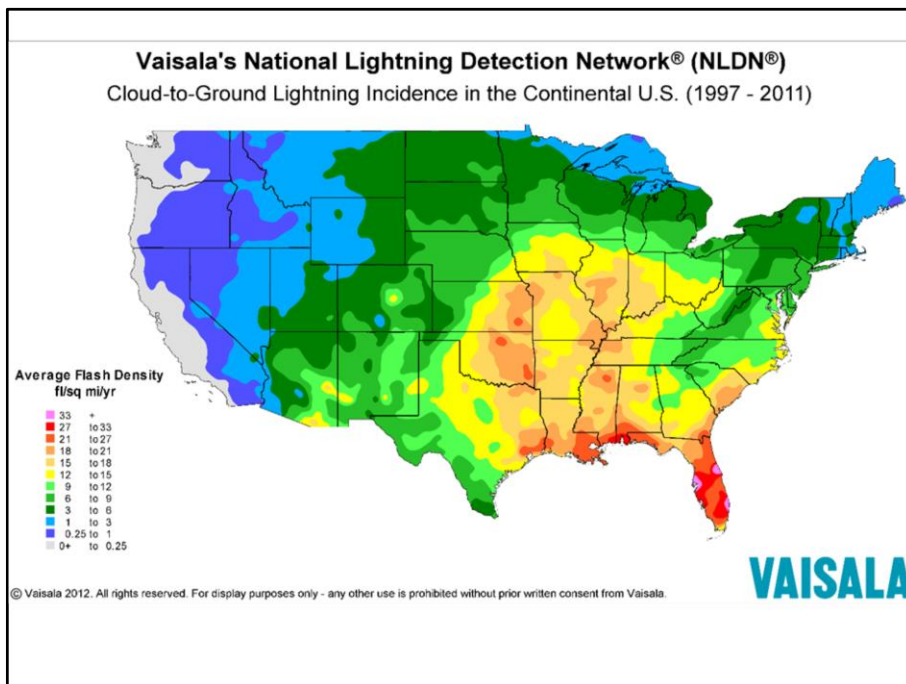 Vaisala's National Lightning Detection Network® (NLDN®)
Cloud-to-Ground Lightning Incidence in the Continental U.S. (1997 - 2011)
Average Flash Density
fl/sq mi/yr
33 +
27 to 33
21 to 27
18 to 21
15 to 18
12 to 15
9 to 12
6 to 9
3 to 6
1 to 3
0.25 to 1
0+ to 0.25
VAISALA
© Vaisala 2012. All rights reserved. For display purposes only - any other use is prohibited without prior written consent from Vaisala.